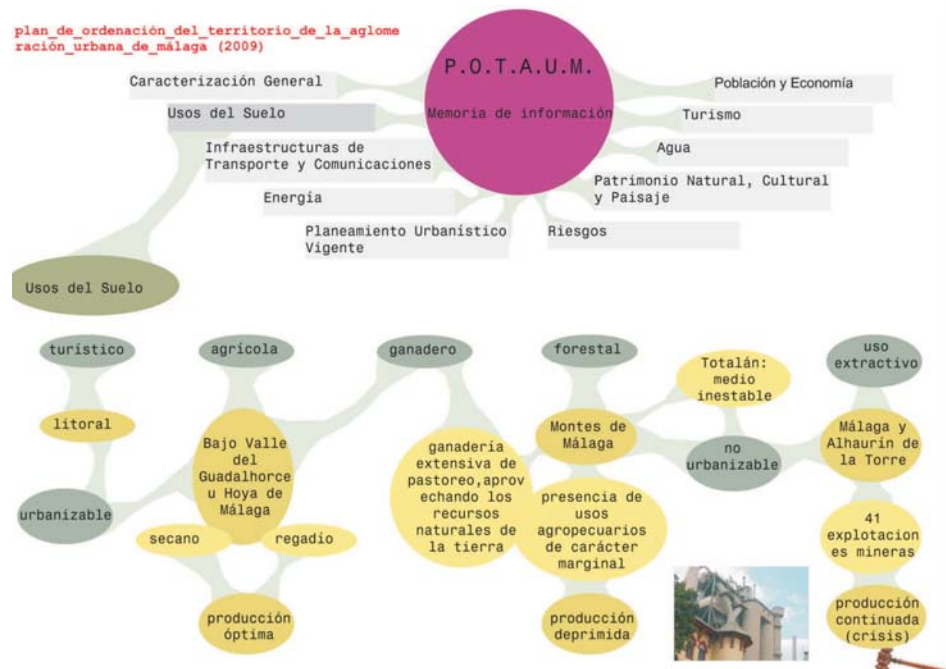 plan_de_ordenación_del_territorio_de_la_aglome
ración_urbana_de_málaga (2009)
P.O.T.A.U.M.
Memoria de información
Caracterización General
Usos del Suelo
Infraestructuras de
Transporte y Comunicaciones
Energía
Planeamiento Urbanístico
Vigente
Población y Economía
Turismo
Agua
Patrimonio Natural, Cultural
y Paisaje
Riesgos
Usos del Suelo
turístico
litoral
urbanizable
agrícola
Bajo Valle
del
Guadalhorce
u Hoya de
Málaga
secano
regadio
producción
óptima
ganadero
ganadería
extensiva de
pastoreo,aprov
echando los
recursos
naturales de
la tierra
forestal
Montes de
Málaga
presencia de
usos
agropecuarios
de carácter
marginal
producción
deprimida
Totalán:
medio
inestable
no
urbanizable
uso
extractivo
Málaga y
Alhaurín de
la Torre
41
explotacion
es mineras
producción
continuada
(crisis)